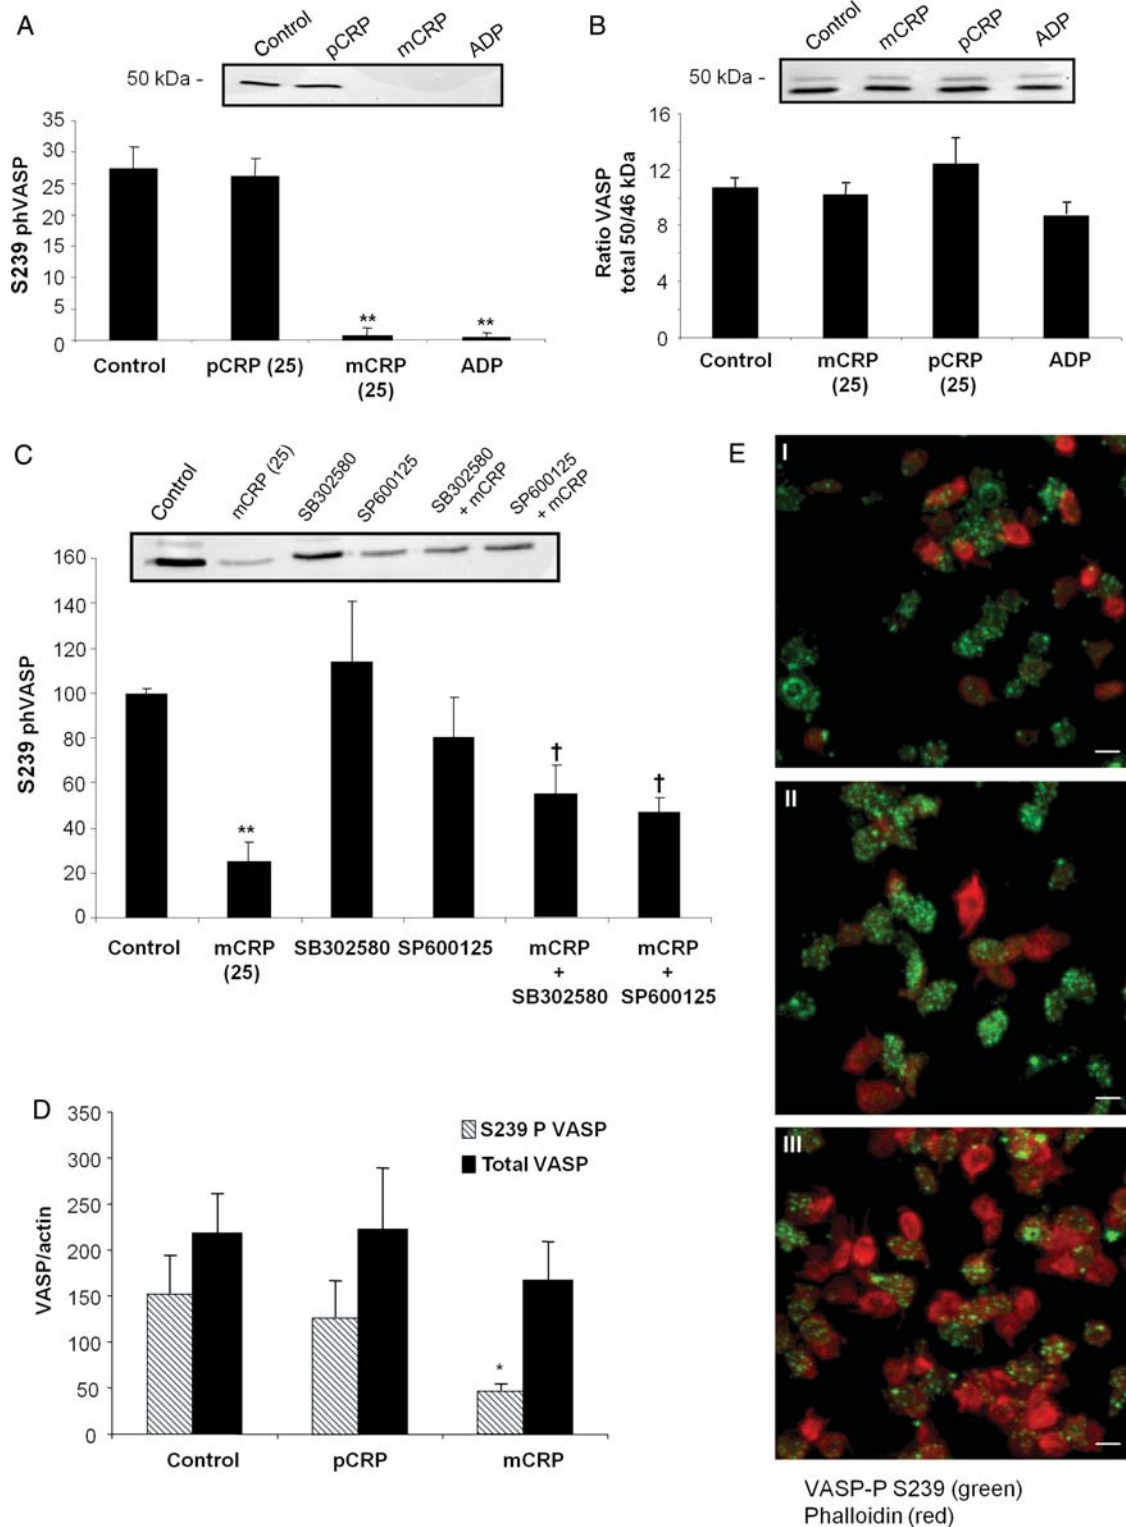 A
Control pCRP mCRP ADP
50 kDa -
S239 phVASP
35
30
25
20
15
10
5
0
** **
Control pCRP (25) mCRP ADP
(25)
B
Control mCRP pCRP ADP
50 kDa -
Ratio VASP
total 50/46 kDa
16
12
8
4
0
Control mCRP pCRP ADP
(25) (25)
C
Control mCRP (25) SB302580 SP600125 SB302580 + mCRP SP600125 + mCRP
S239 phVASP
160
140
120
100
80
60
40
20
0
** † †
Control mCRP SB302580 SP600125 mCRP mCRP
(25) + +
SB302580 SP600125
D
VASP/actin
350
300
250
200
150
100
50
0
S239 P VASP
Total VASP
*
Control pCRP mCRP
E
I
II
III
VASP-P S239 (green)
Phalloidin (red)